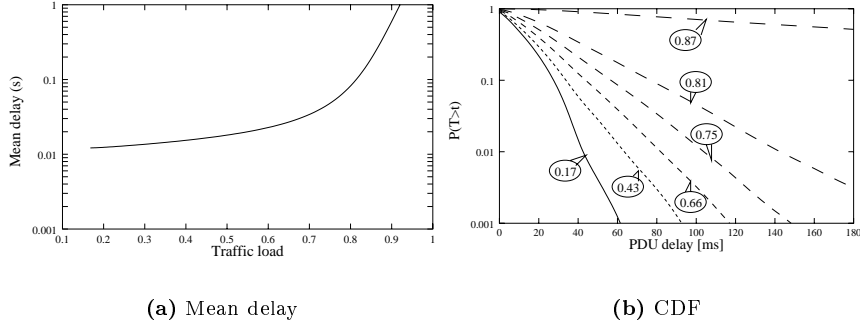 1
0.1
0.01
0.001
Mean delay (s)
0.1 0.2 0.3 0.4 0.5 0.6 0.7 0.8 0.9 1
Traffic load
1
0.1
0.01
0.001
P(T>t)
0.87
0.81
0.75
0.17
0.43
0.66
0 20 40 60 80 100 120 140 160 180
PDU delay [ms]
(a) Mean delay
(b) CDF